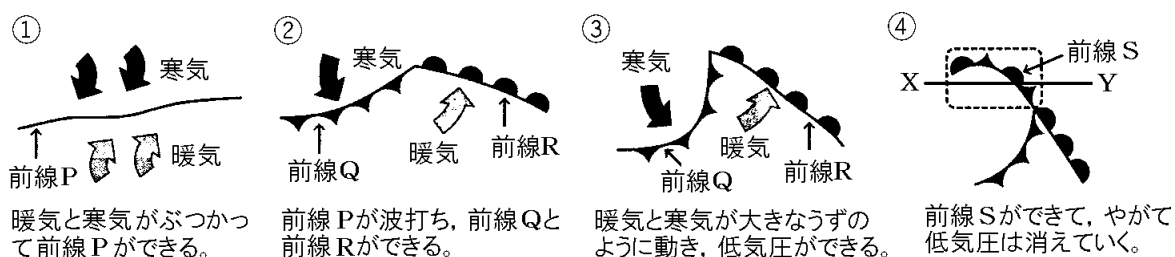 ①
寒気
前線P
暖気
暖気と寒気がぶつかっ
て前線Pができる。
②
寒気
前線Q
暖気
前線R
前線Pが波打ち，前線Qと
前線Rができる。
③
寒気
前線Q
暖気
前線R
暖気と寒気が大きなうずの
ように動き，低気圧ができる。
④
前線S
X
Y
前線Sができて，やがて
低気圧は消えていく。